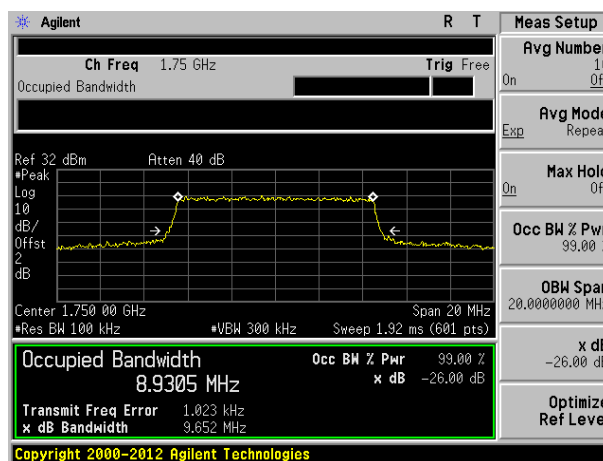 Agilent R T Meas Setup
Avg Number
On
Ch Freq 1.75 GHz Trig Free
Occupied Bandwidth
Avg Mode
Exp Repeat
Ref 32 dBm Atten 40 dB
#Peak
Log
10
dB/
Offst
2
dB
Max Hold
On
Occ BW % Pwr
99.00 %
OBW Span
20.0000000 MHz
Center 1.750 00 GHz Span 20 MHz
#Res BW 100 kHz #VBW 300 kHz Sweep 1.92 ms (601 pts)
x dB
-26.00 dB
Occupied Bandwidth Occ BW % Pwr 99.00 %
8.9305 MHz x dB -26.00 dB
Transmit Freq Error 1.023 kHz
x dB Bandwidth 9.652 MHz
Optimize
Ref Level
Copyright 2000-2012 Agilent Technologies